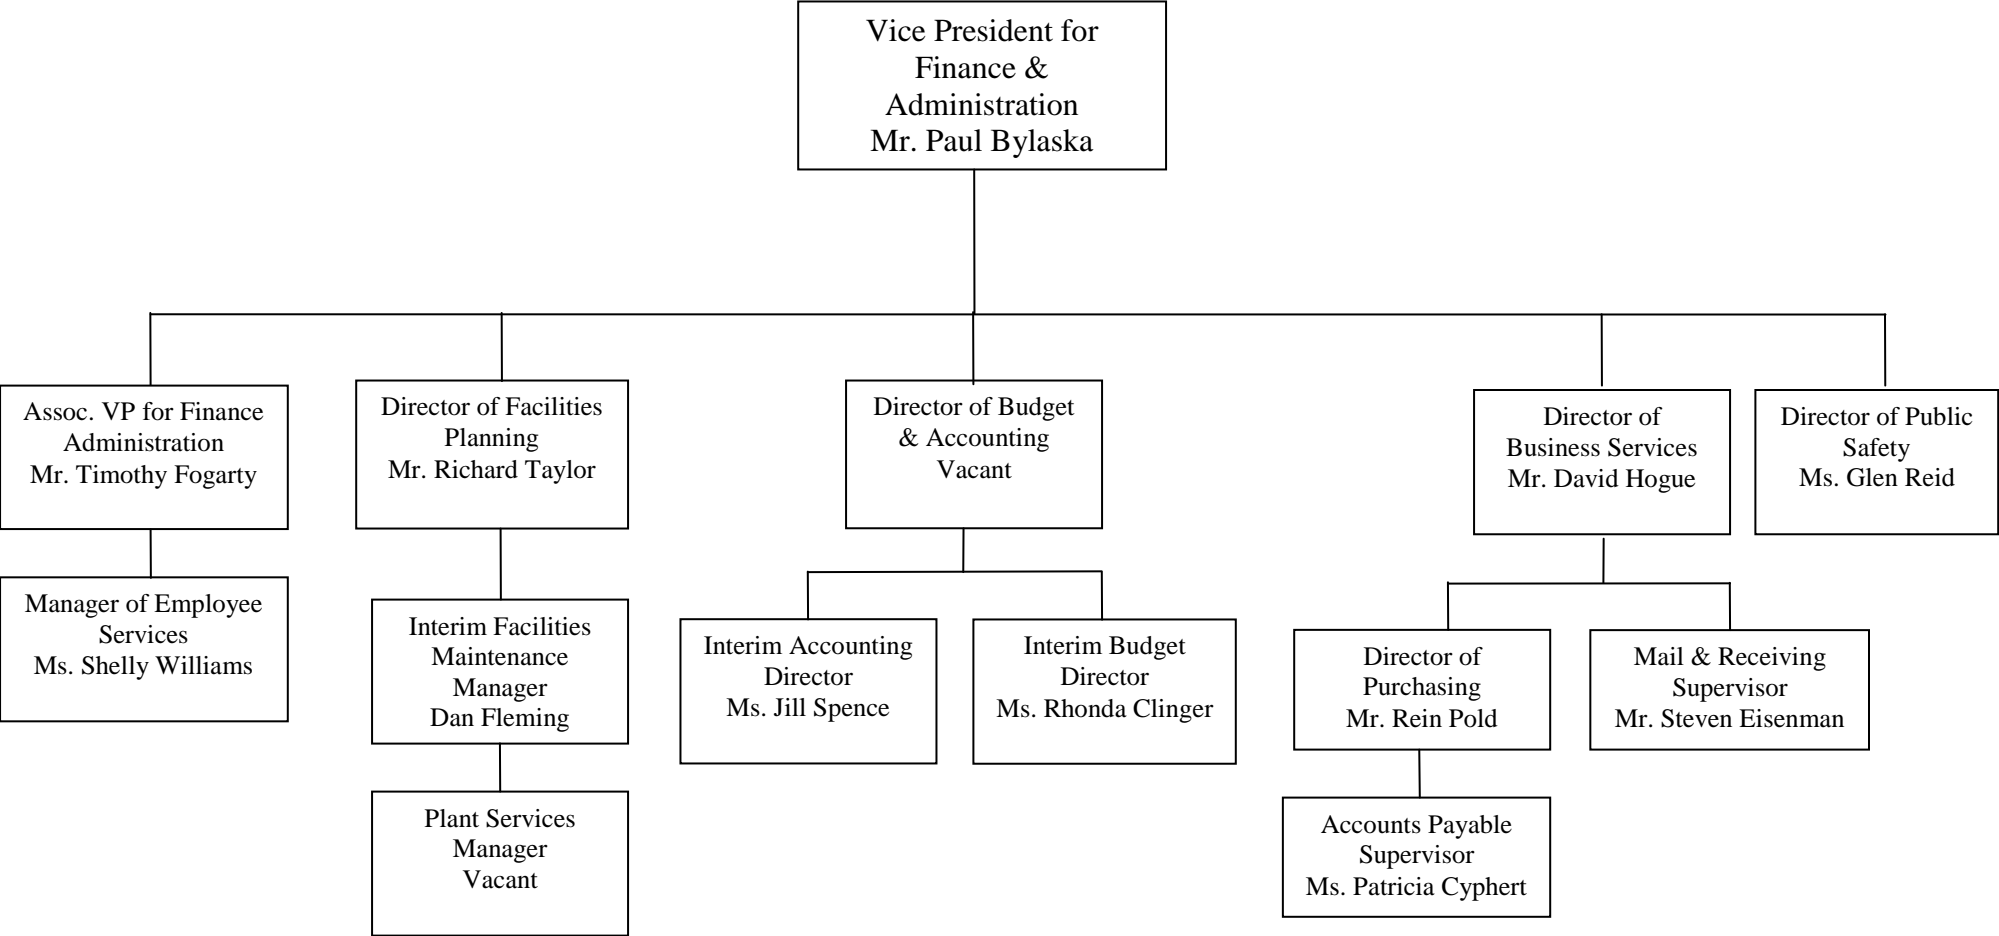 Vice President for
Finance &
Administration
Mr. Paul Bylaska
Assoc. VP for Finance
Administration
Mr. Timothy Fogarty
Director of Facilities
Planning
Mr. Richard Taylor
Director of Budget
& Accounting
Vacant
Director of
Business Services
Mr. David Hogue
Director of Public
Safety
Ms. Glen Reid
Manager of Employee
Services
Ms. Shelly Williams
Interim Facilities
Maintenance
Manager
Dan Fleming
Interim Accounting
Director
Ms. Jill Spence
Interim Budget
Director
Ms. Rhonda Clinger
Director of
Purchasing
Mr. Rein Pold
Mail & Receiving
Supervisor
Mr. Steven Eisenman
Plant Services
Manager
Vacant
Accounts Payable
Supervisor
Ms. Patricia Cyphert